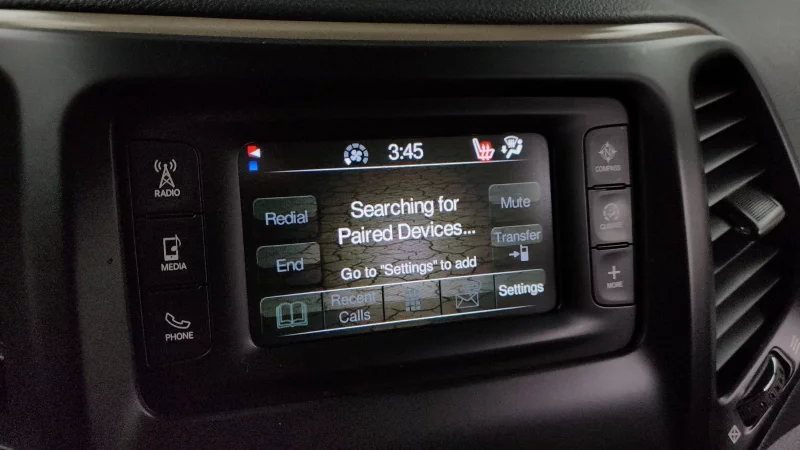 3:45
RADIO
MEDIA
PHONE
Redial
End
Searching for
Paired Devices...
Go to "Settings" to add
Mute
Transfer
Recent
Calls
Settings
N
COMPASS
CLIMATE
+
MORE